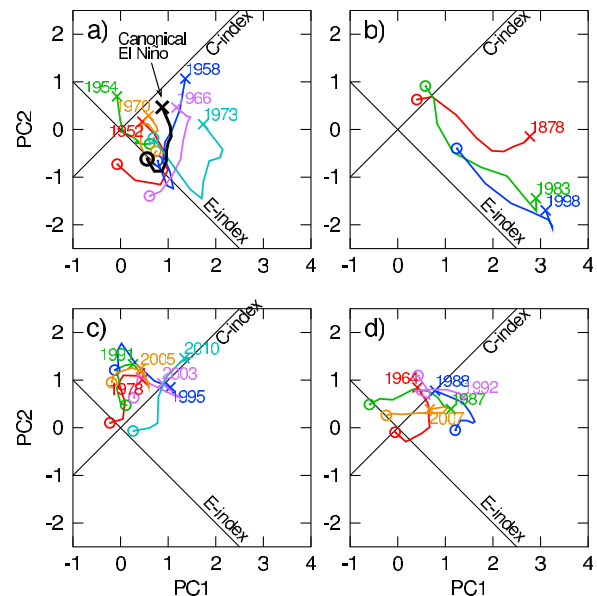 a)
Canonical
El Niño
C-index
1958
1954
1966
1970
1973
1952
E-index
PC2
2
1
0
-1
-2
-1 0 1 2 3 4
b)
C-index
1878
1983
1998
E-index
2
1
0
-1
-2
-1 0 1 2 3 4
c)
C-index
2010
1991
2005
2003
1978
995
E-index
PC2
2
1
0
-1
-2
-1 0 1 2 3 4
PC1
d)
C-index
1964
1988
1992
1987
2007
E-index
2
1
0
-1
-2
-1 0 1 2 3 4
PC1